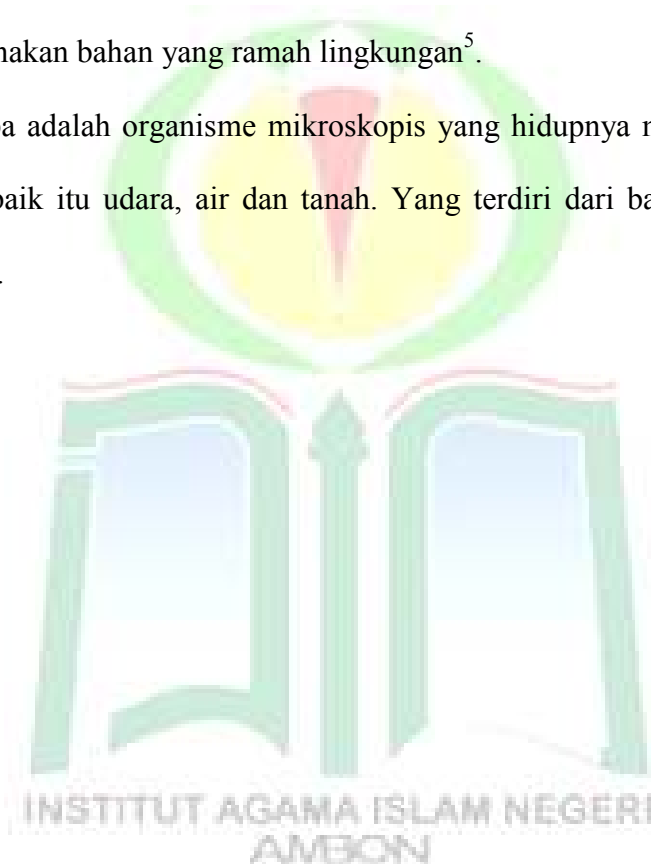 nakan bahan yang ramah lingkungan⁵.
a adalah organisme mikroskopis yang hidupnya
baik itu udara, air dan tanah. Yang terdiri dari ba
.
INSTITUT AGAMA ISLAM NEGERI
AMBON